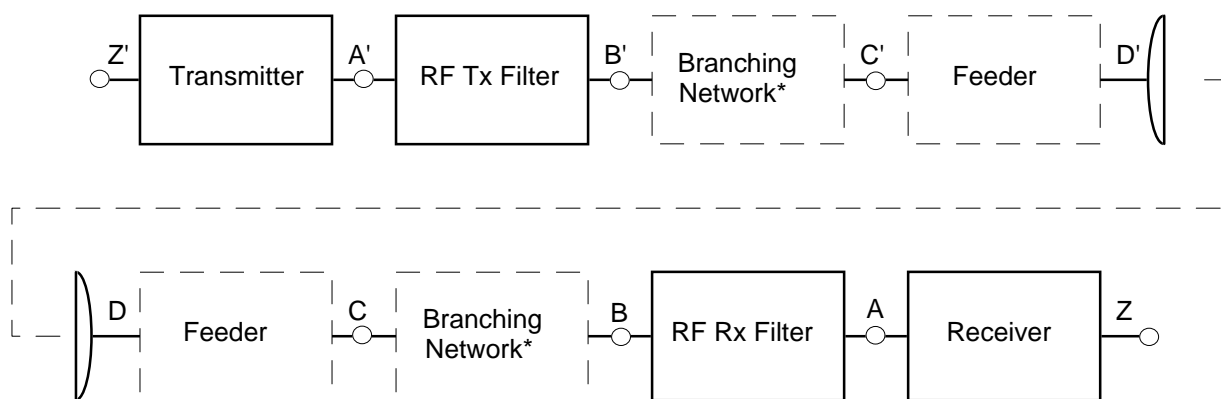 Z'
Transmitter
A'
RF Tx Filter
B'
Branching
Network*
C'
Feeder
D'
D
Feeder
C
Branching
Network*
B
RF Rx Filter
A
Receiver
Z